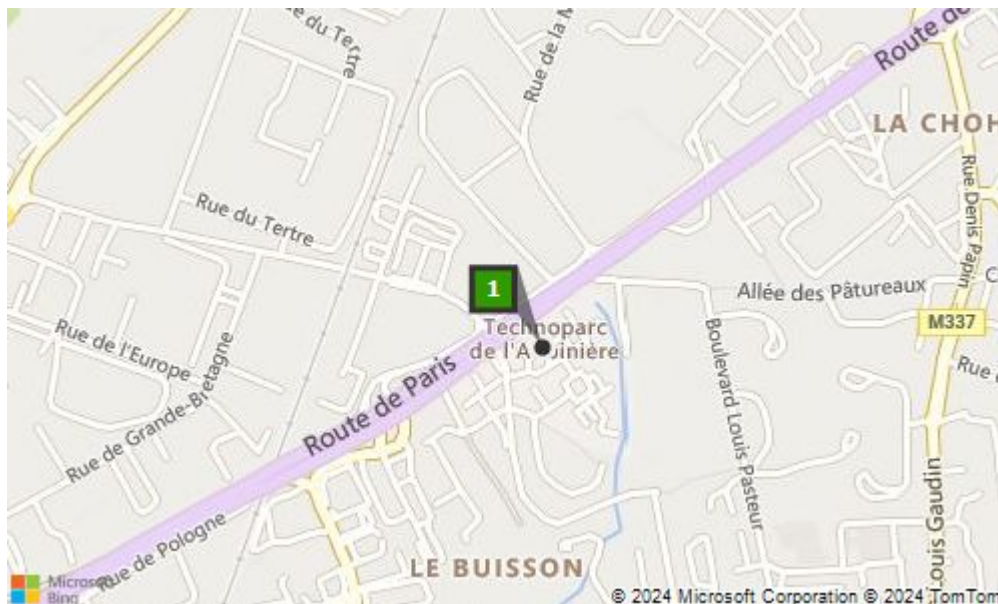 Rue du Tertre
Rue de la M
Route de
LA CHOH
Rue Denis Papin
Rue du Tertre
1
Allée des Pâtureaux
C
M337
Technoparc
de l'A
inière
Rue de l'Europe
Route de Paris
Boulevard Louis Pasteur
Rue
Rue de Grande-Bretagne
Louis Gaudin
Rue de Pologne
LE BUISSON
Microsoft
Bing
© 2024 Microsoft Corporation © 2024 TomTom